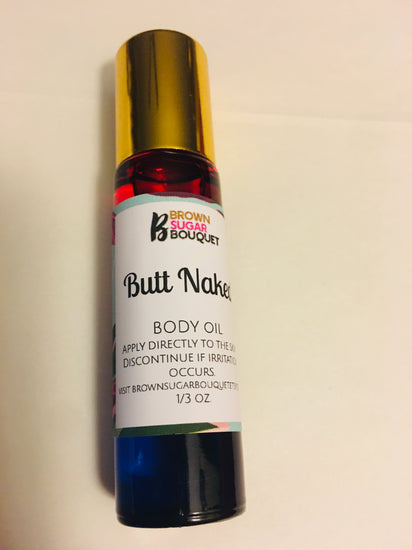 B BROWN
SUGAR
BOUQUET
Butt Naked
BODY OIL
APPLY DIRECTLY TO THE
DISCONTINUE IF
OCCURS.
VISIT
1/3 OZ.